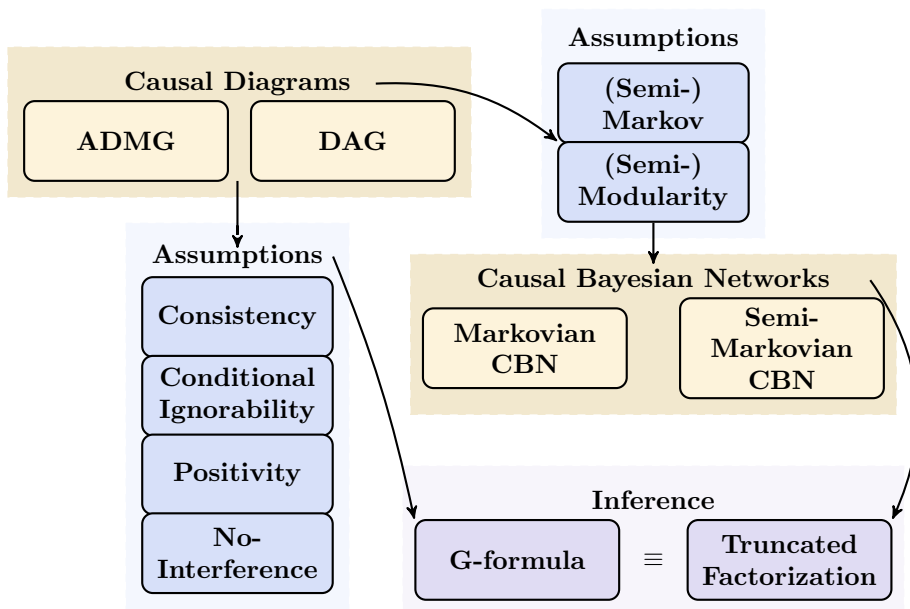 Assumptions
(Semi-)
Markov
(Semi-)
Modularity
Causal Diagrams
ADMG
DAG
Assumptions
Consistency
Conditional
Ignorability
Positivity
No-
Interference
Causal Bayesian Networks
Markovian
CBN
Semi-
Markovian
CBN
Inference
G-formula
≡
Truncated
Factorization